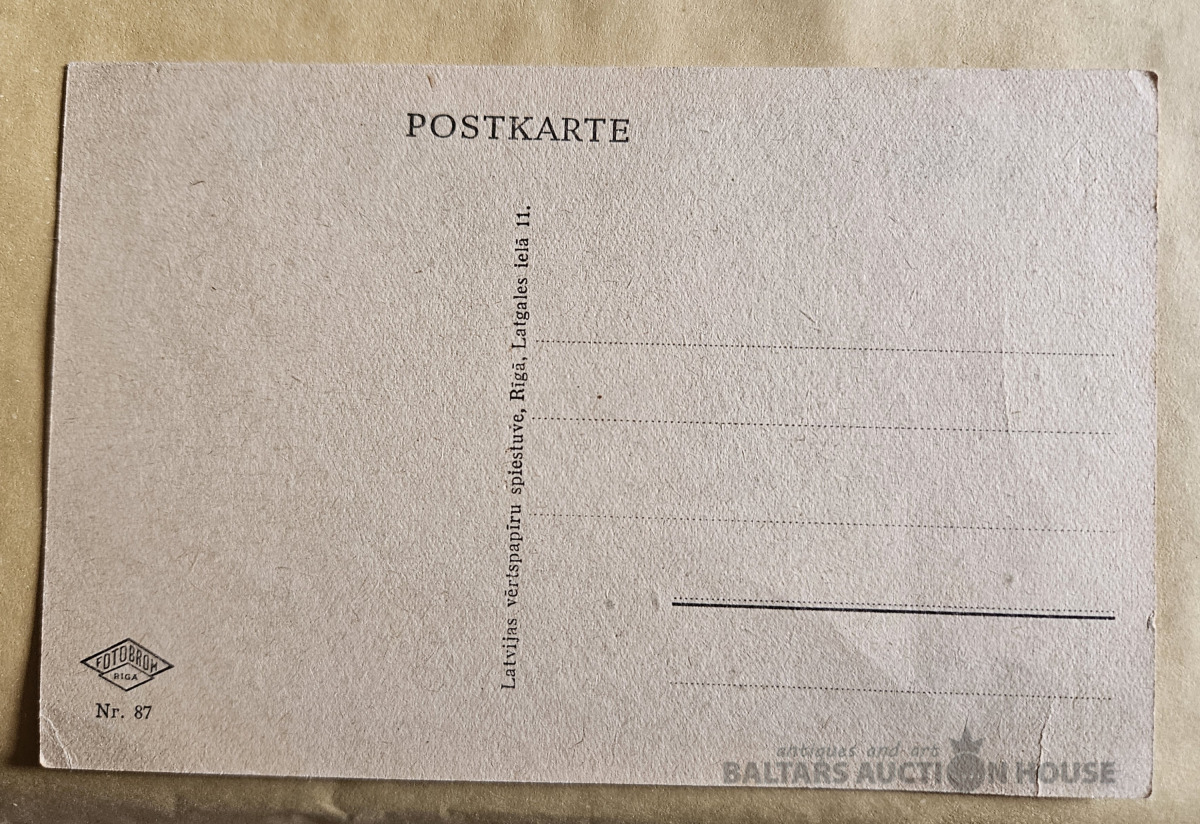 POSTKARTE
Latvijas vērtspapīru spiestuve, Rīgā, Latgales ielā 11.
FOTOBROM
RIGA
Nr. 87
antiques and art
BALTARS AUCTION HOUSE